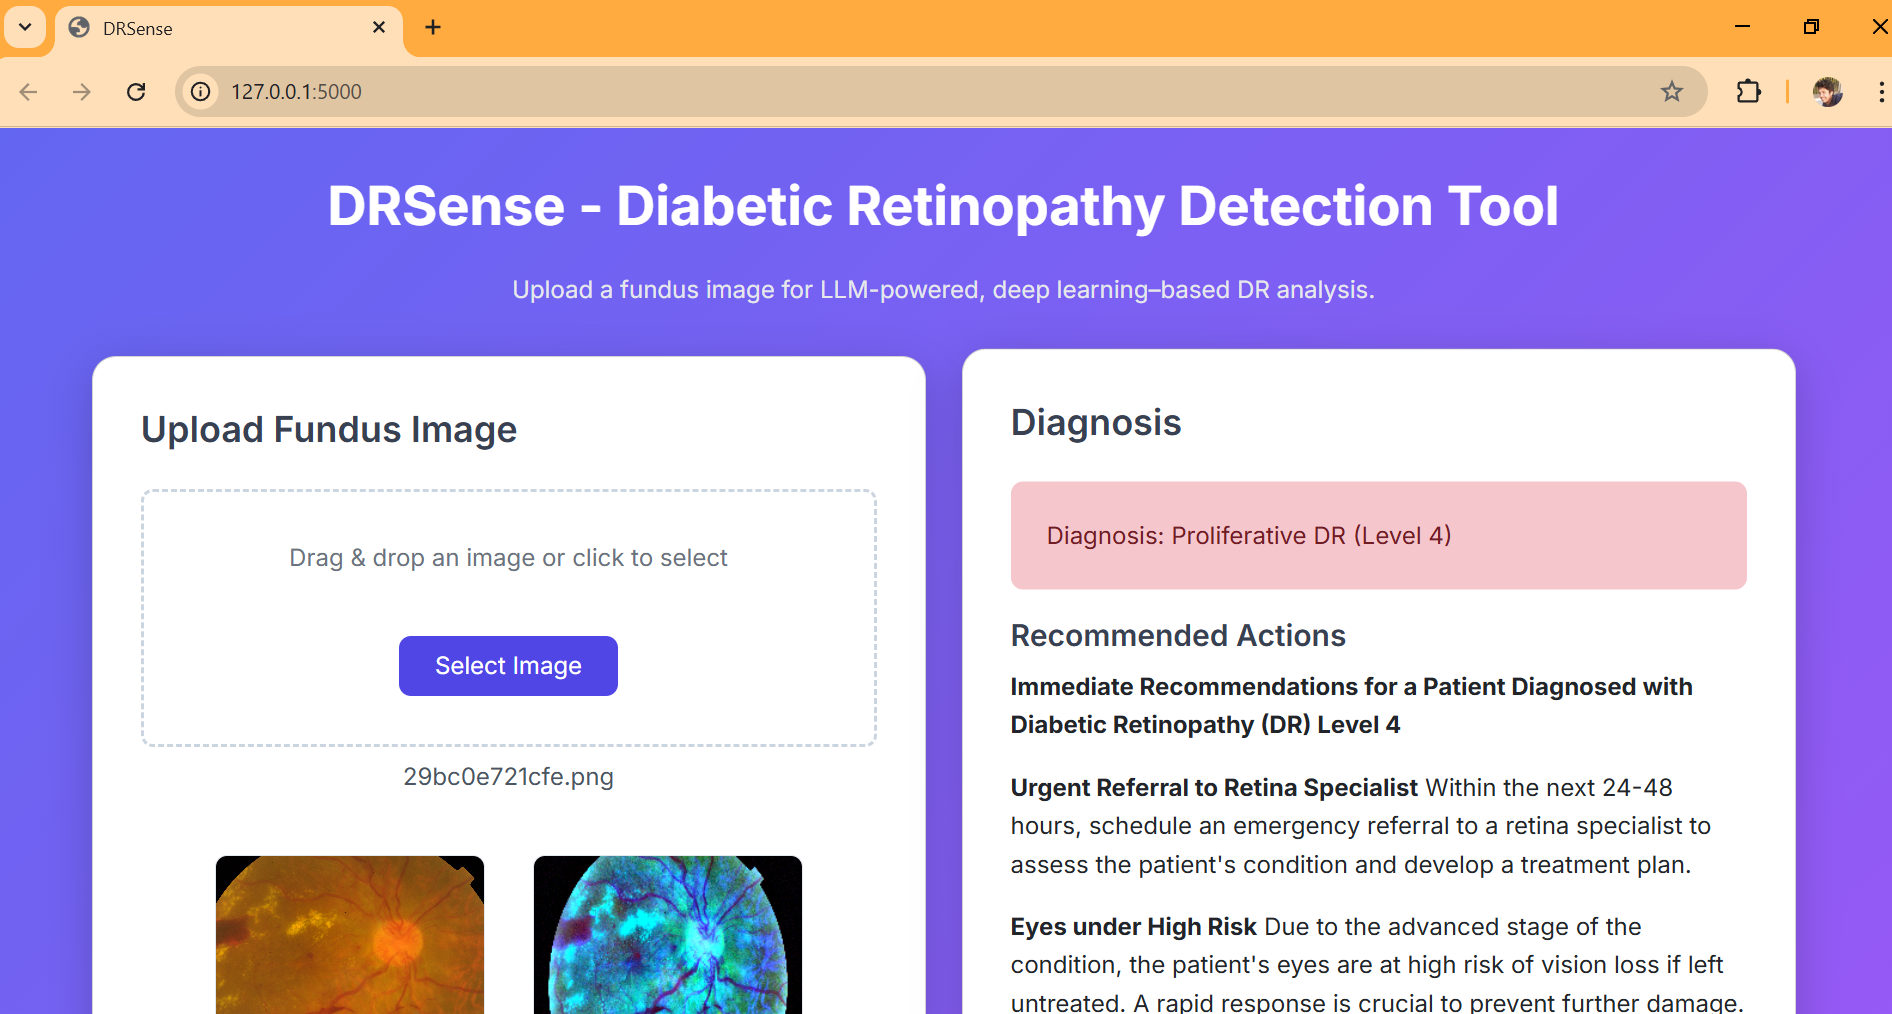 DRSense
127.0.0.1:5000
DRSense - Diabetic Retinopathy Detection Tool
Upload a fundus image for LLM-powered, deep learning–based DR analysis.
Upload Fundus Image
Drag & drop an image or click to select
Select Image
29bc0e721cfe.png
Diagnosis
Diagnosis: Proliferative DR (Level 4)
Recommended Actions
Immediate Recommendations for a Patient Diagnosed with
Diabetic Retinopathy (DR) Level 4
Urgent Referral to Retina Specialist Within the next 24-48
hours, schedule an emergency referral to a retina specialist to
assess the patient's condition and develop a treatment plan.
Eyes under High Risk Due to the advanced stage of the
condition, the patient's eyes are at high risk of vision loss if left
untreated. A rapid response is crucial to prevent further damage.